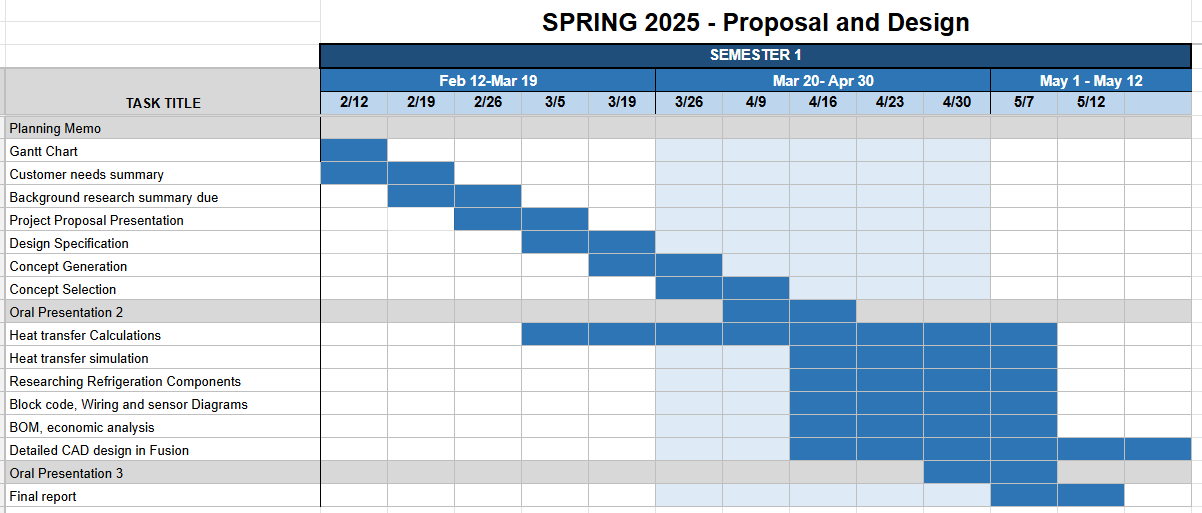 SPRING 2025 - Proposal and Design
SEMESTER 1
Feb 12-Mar 19 Mar 20- Apr 30 May 1 - May 12
TASK TITLE 2/12 2/19 2/26 3/5 3/19 3/26 4/9 4/16 4/23 4/30 5/7 5/12
Planning Memo
Gantt Chart
Customer needs summary
Background research summary due
Project Proposal Presentation
Design Specification
Concept Generation
Concept Selection
Oral Presentation 2
Heat transfer Calculations
Heat transfer simulation
Researching Refrigeration Components
Block code, Wiring and sensor Diagrams
BOM, economic analysis
Detailed CAD design in Fusion
Oral Presentation 3
Final report